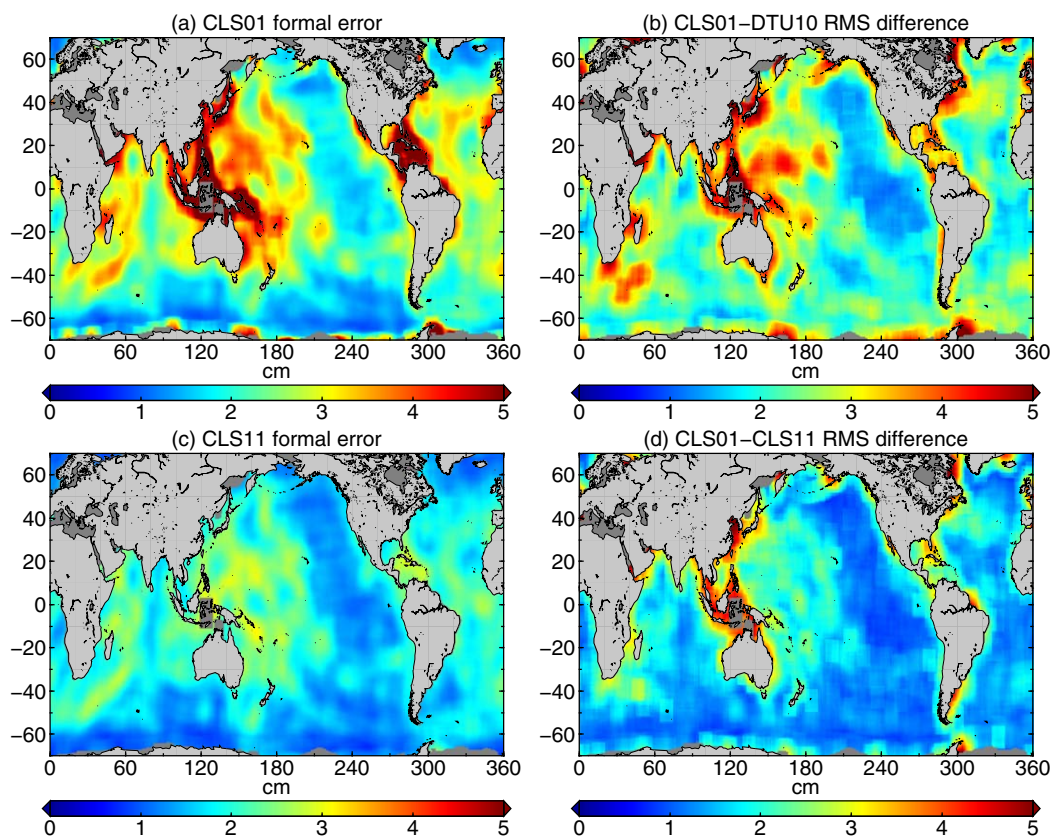 (a) CLS01 formal error
60
40
20
0
−20
−40
−60
0 60 120 180 240 300 360
cm
0 1 2 3 4 5
(b) CLS01−DTU10 RMS difference
60
40
20
0
−20
−40
−60
0 60 120 180 240 300 360
cm
0 1 2 3 4 5
(c) CLS11 formal error
60
40
20
0
−20
−40
−60
0 60 120 180 240 300 360
cm
0 1 2 3 4 5
(d) CLS01−CLS11 RMS difference
60
40
20
0
−20
−40
−60
0 60 120 180 240 300 360
cm
0 1 2 3 4 5